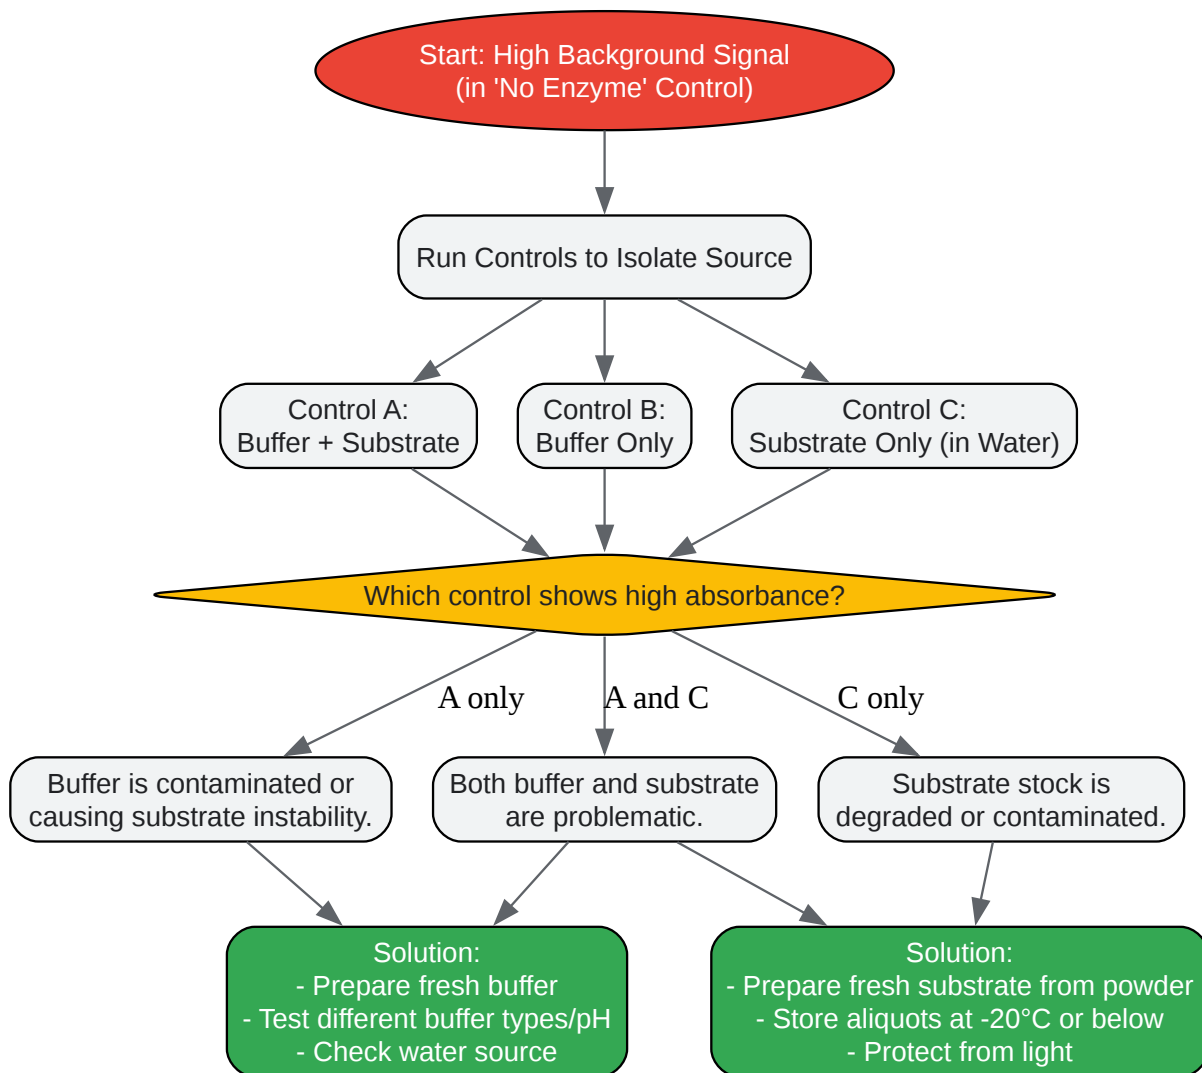 Start: High Background Signal
(in 'No Enzyme' Control)
Run Controls to Isolate Source
Control A:
Buffer + Substrate
Control B:
Buffer Only
Control C:
Substrate Only (in Water)
Which control shows high absorbance?
A only
A and C
C only
Buffer is contaminated or
causing substrate instability.
Both buffer and substrate
are problematic.
Substrate stock is
degraded or contaminated.
Solution:
- Prepare fresh buffer
- Test different buffer types/pH
- Check water source
Solution:
- Prepare fresh substrate from powder
- Store aliquots at -20°C or below
- Protect from light